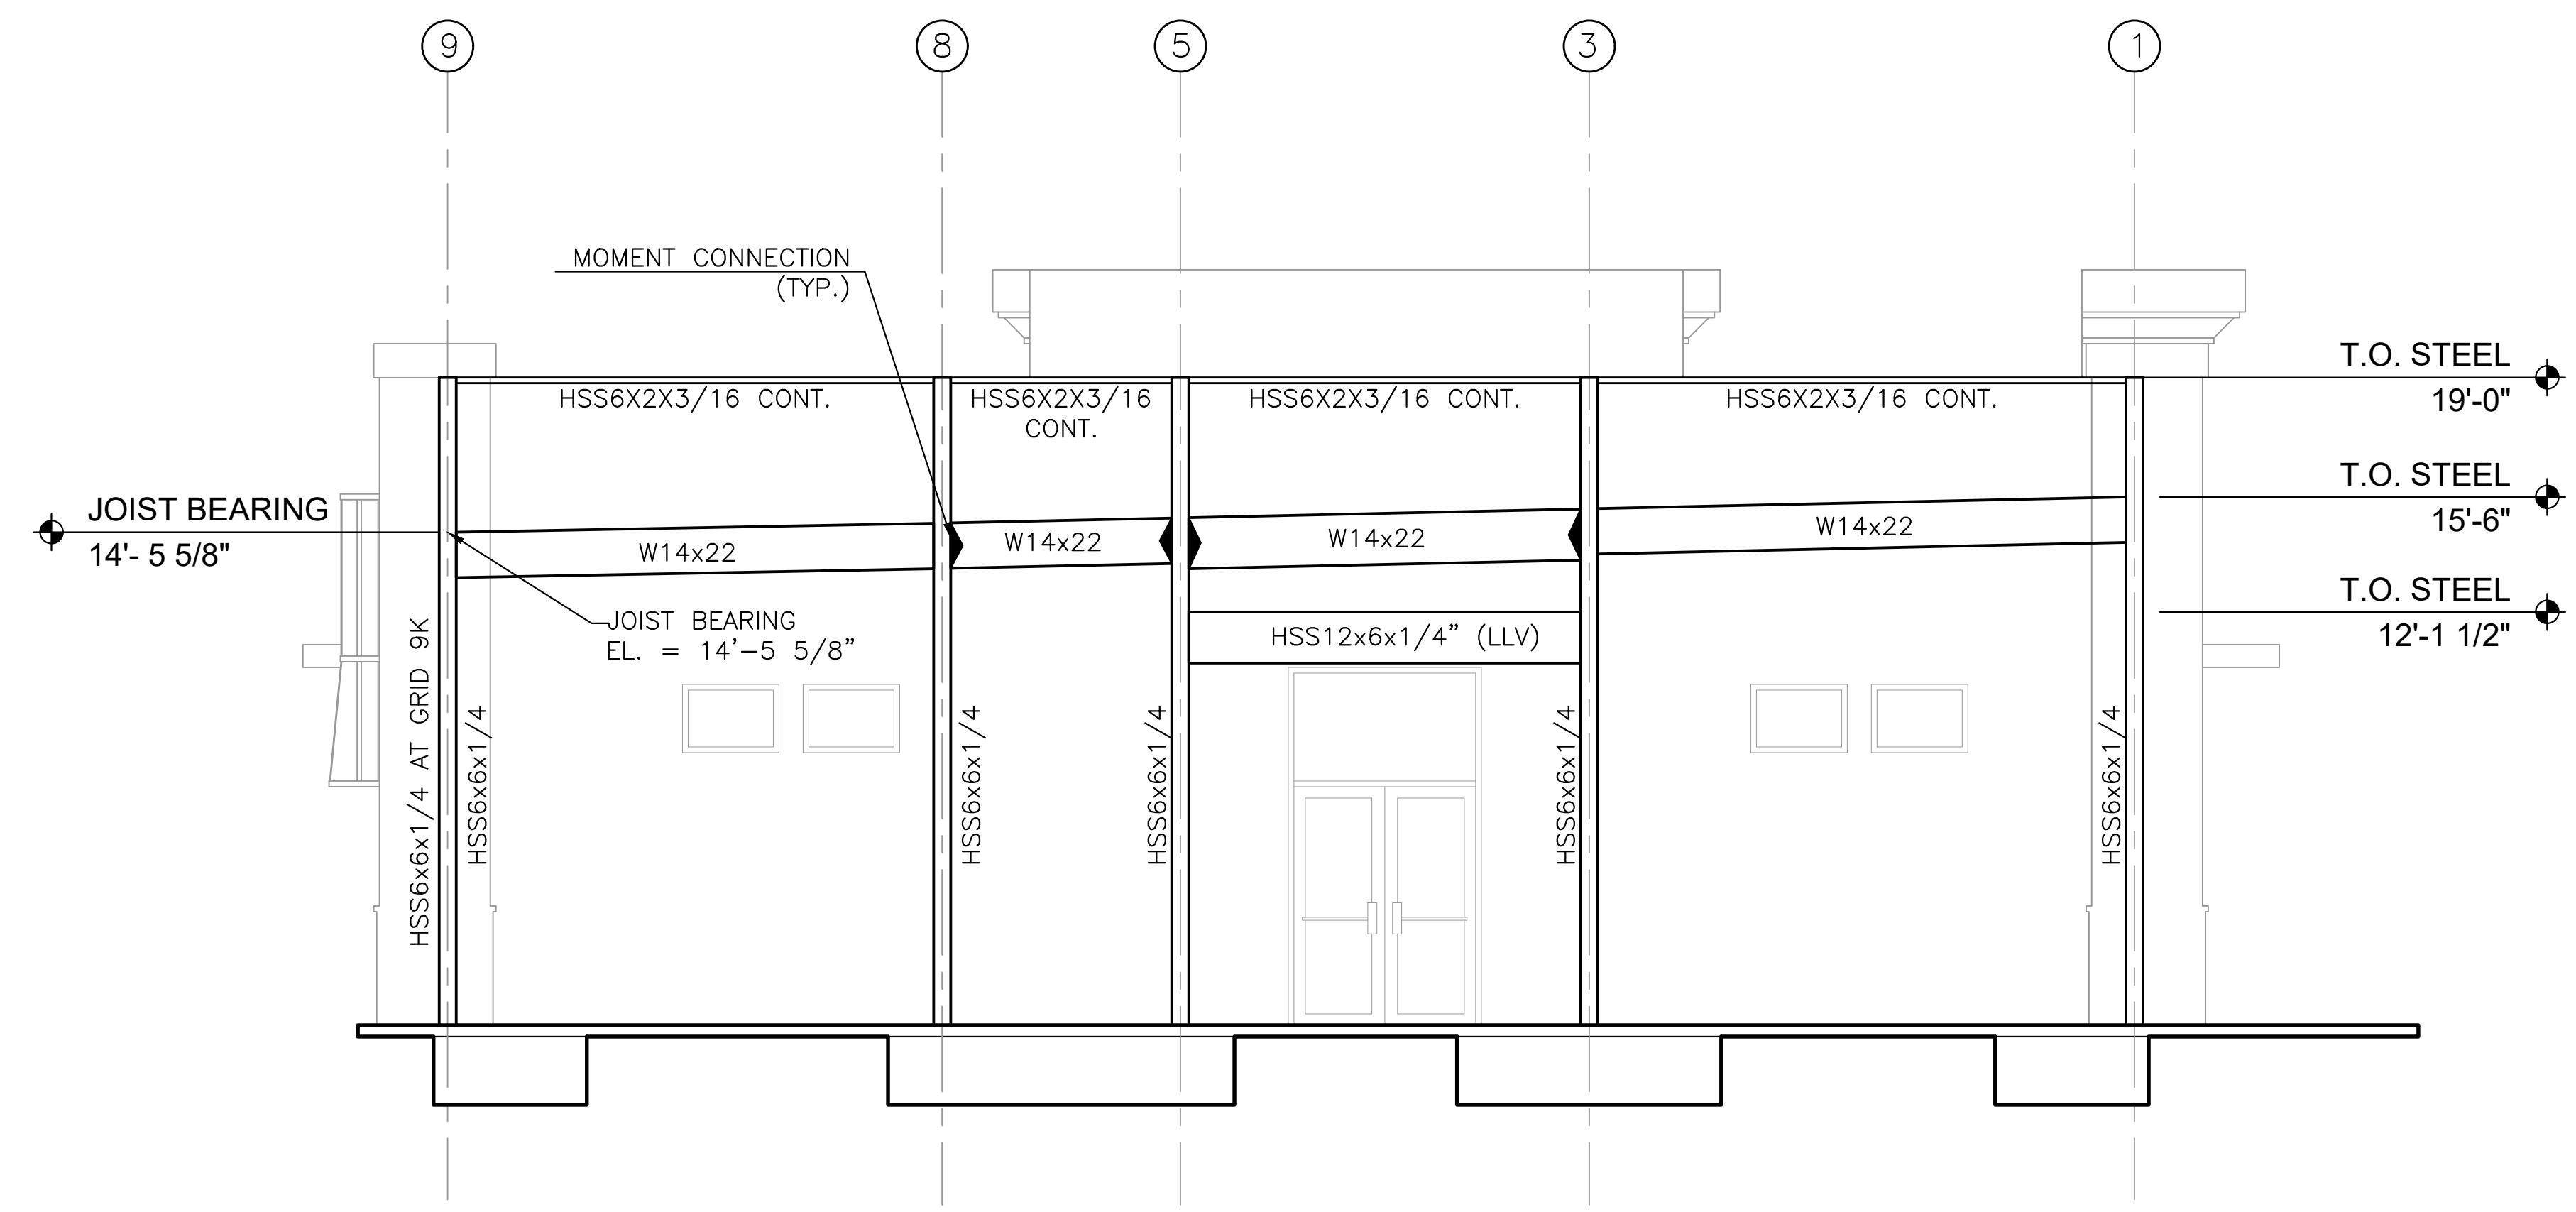 9
8
5
3
1
MOMENT CONNECTION
(TYP.)
T.O. STEEL
19'-0"
HSS6X2X3/16 CONT.
HSS6X2X3/16
CONT.
HSS6X2X3/16 CONT.
HSS6X2X3/16 CONT.
T.O. STEEL
15'-6"
JOIST BEARING
14'- 5 5/8"
W14x22
W14x22
W14x22
W14x22
T.O. STEEL
12'-1 1/2"
JOIST BEARING
EL. = 14'-5 5/8"
HSS12x6x1/4" (LLV)
HSS6x6x1/4 AT GRID 9K
HSS6x6x1/4
HSS6x6x1/4
HSS6x6x1/4
HSS6x6x1/4
HSS6x6x1/4